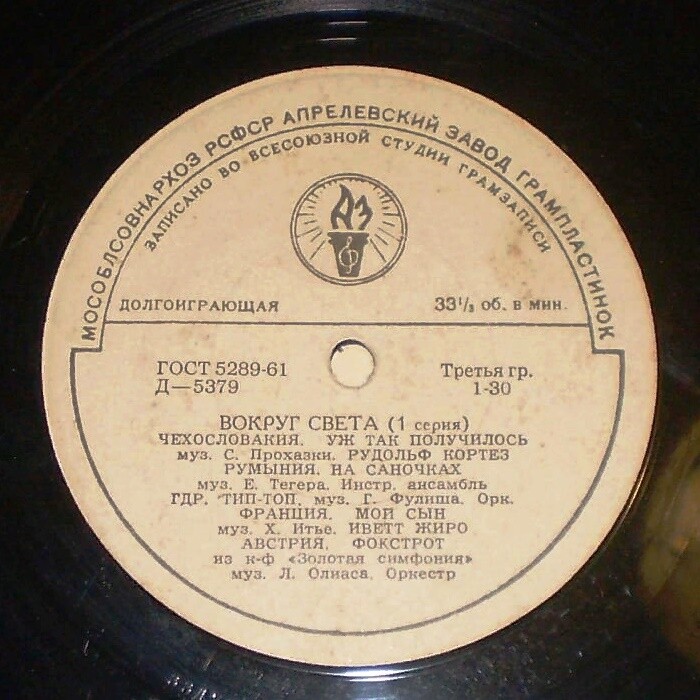 МОСОБЛСОВНАРХОЗ РСФСР АПРЕЛЕВСКИЙ ЗАВОД ГРАМПЛАСТИНОК
ЗАПИСАНО ВО ВСЕСОЮЗНОЙ СТУДИИ ГРАМЗАПИСИ
АЗ
ДОЛГОИГРАЮЩАЯ 33⅓ об. в мин.
ГОСТ 5289-61 Третья гр.
Д—5379 1-30
ВОКРУГ СВЕТА (1 серия)
ЧЕХОСЛОВАКИЯ. УЖ ТАК ПОЛУЧИЛОСЬ
муз. С. Прохазки. РУДОЛЬФ КОРТЕЗ
РУМЫНИЯ. НА САНОЧКАХ
муз. Е. Тегера. Инстр. ансамбль
ГДР. ТИП-ТОП, муз. Г. Фулиша. Орк.
ФРАНЦИЯ. МОЙ СЫН
муз. Х. Итье. ИВЕТТ ЖИРО
АВСТРИЯ. ФОКСТРОТ
из к-ф «Золотая симфония»
муз. Л. Олиаса. Оркестр